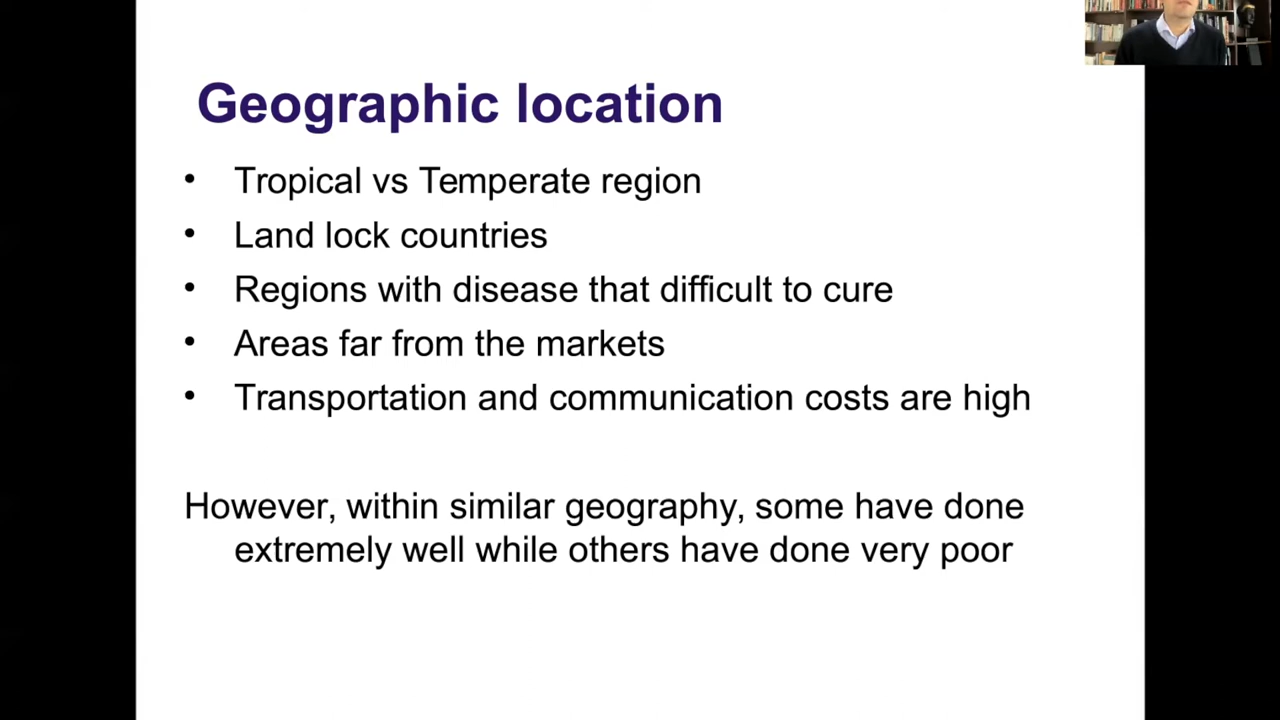 Geographic location
• Tropical vs Temperate region
• Land lock countries
• Regions with disease that difficult to cure
• Areas far from the markets
• Transportation and communication costs are high
However, within similar geography, some have done
extremely well while others have done very poor